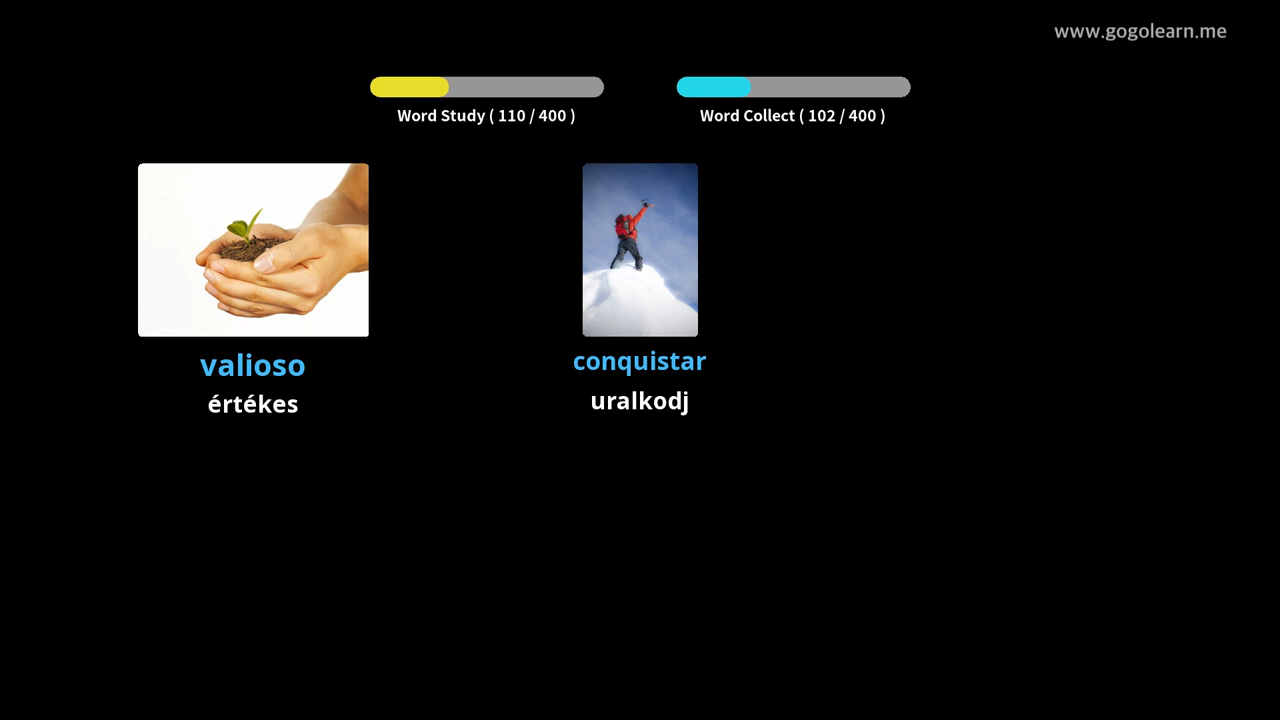 www.gogolearn.me
Word Study ( 110 / 400 )
Word Collect ( 102 / 400 )
valioso
értékes
conquistar
uralkodj